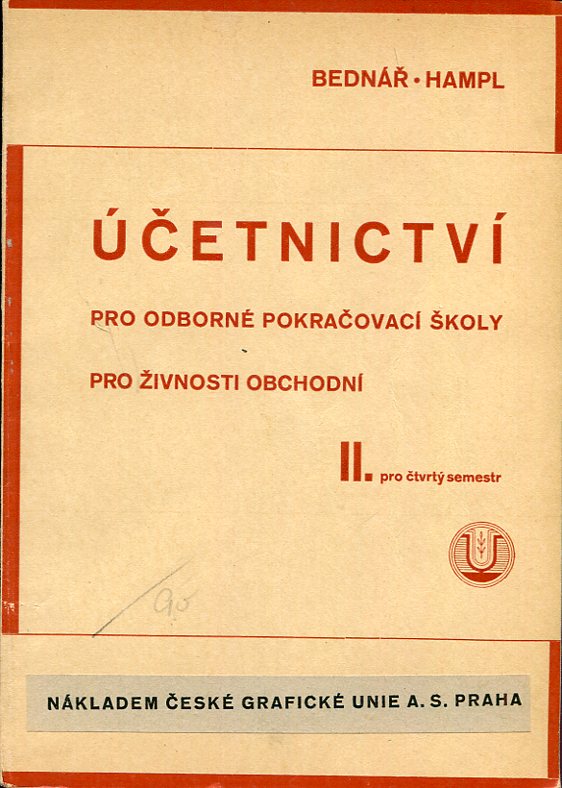 BEDNÁŘ • HAMPL
ÚČETNICTVÍ
PRO ODBORNÉ POKRAČOVACÍ ŠKOLY
PRO ŽIVNOSTI OBCHODNÍ
II. pro čtvrtý semestr
NÁKLADEM ČESKÉ GRAFICKÉ UNIE A. S. PRAHA